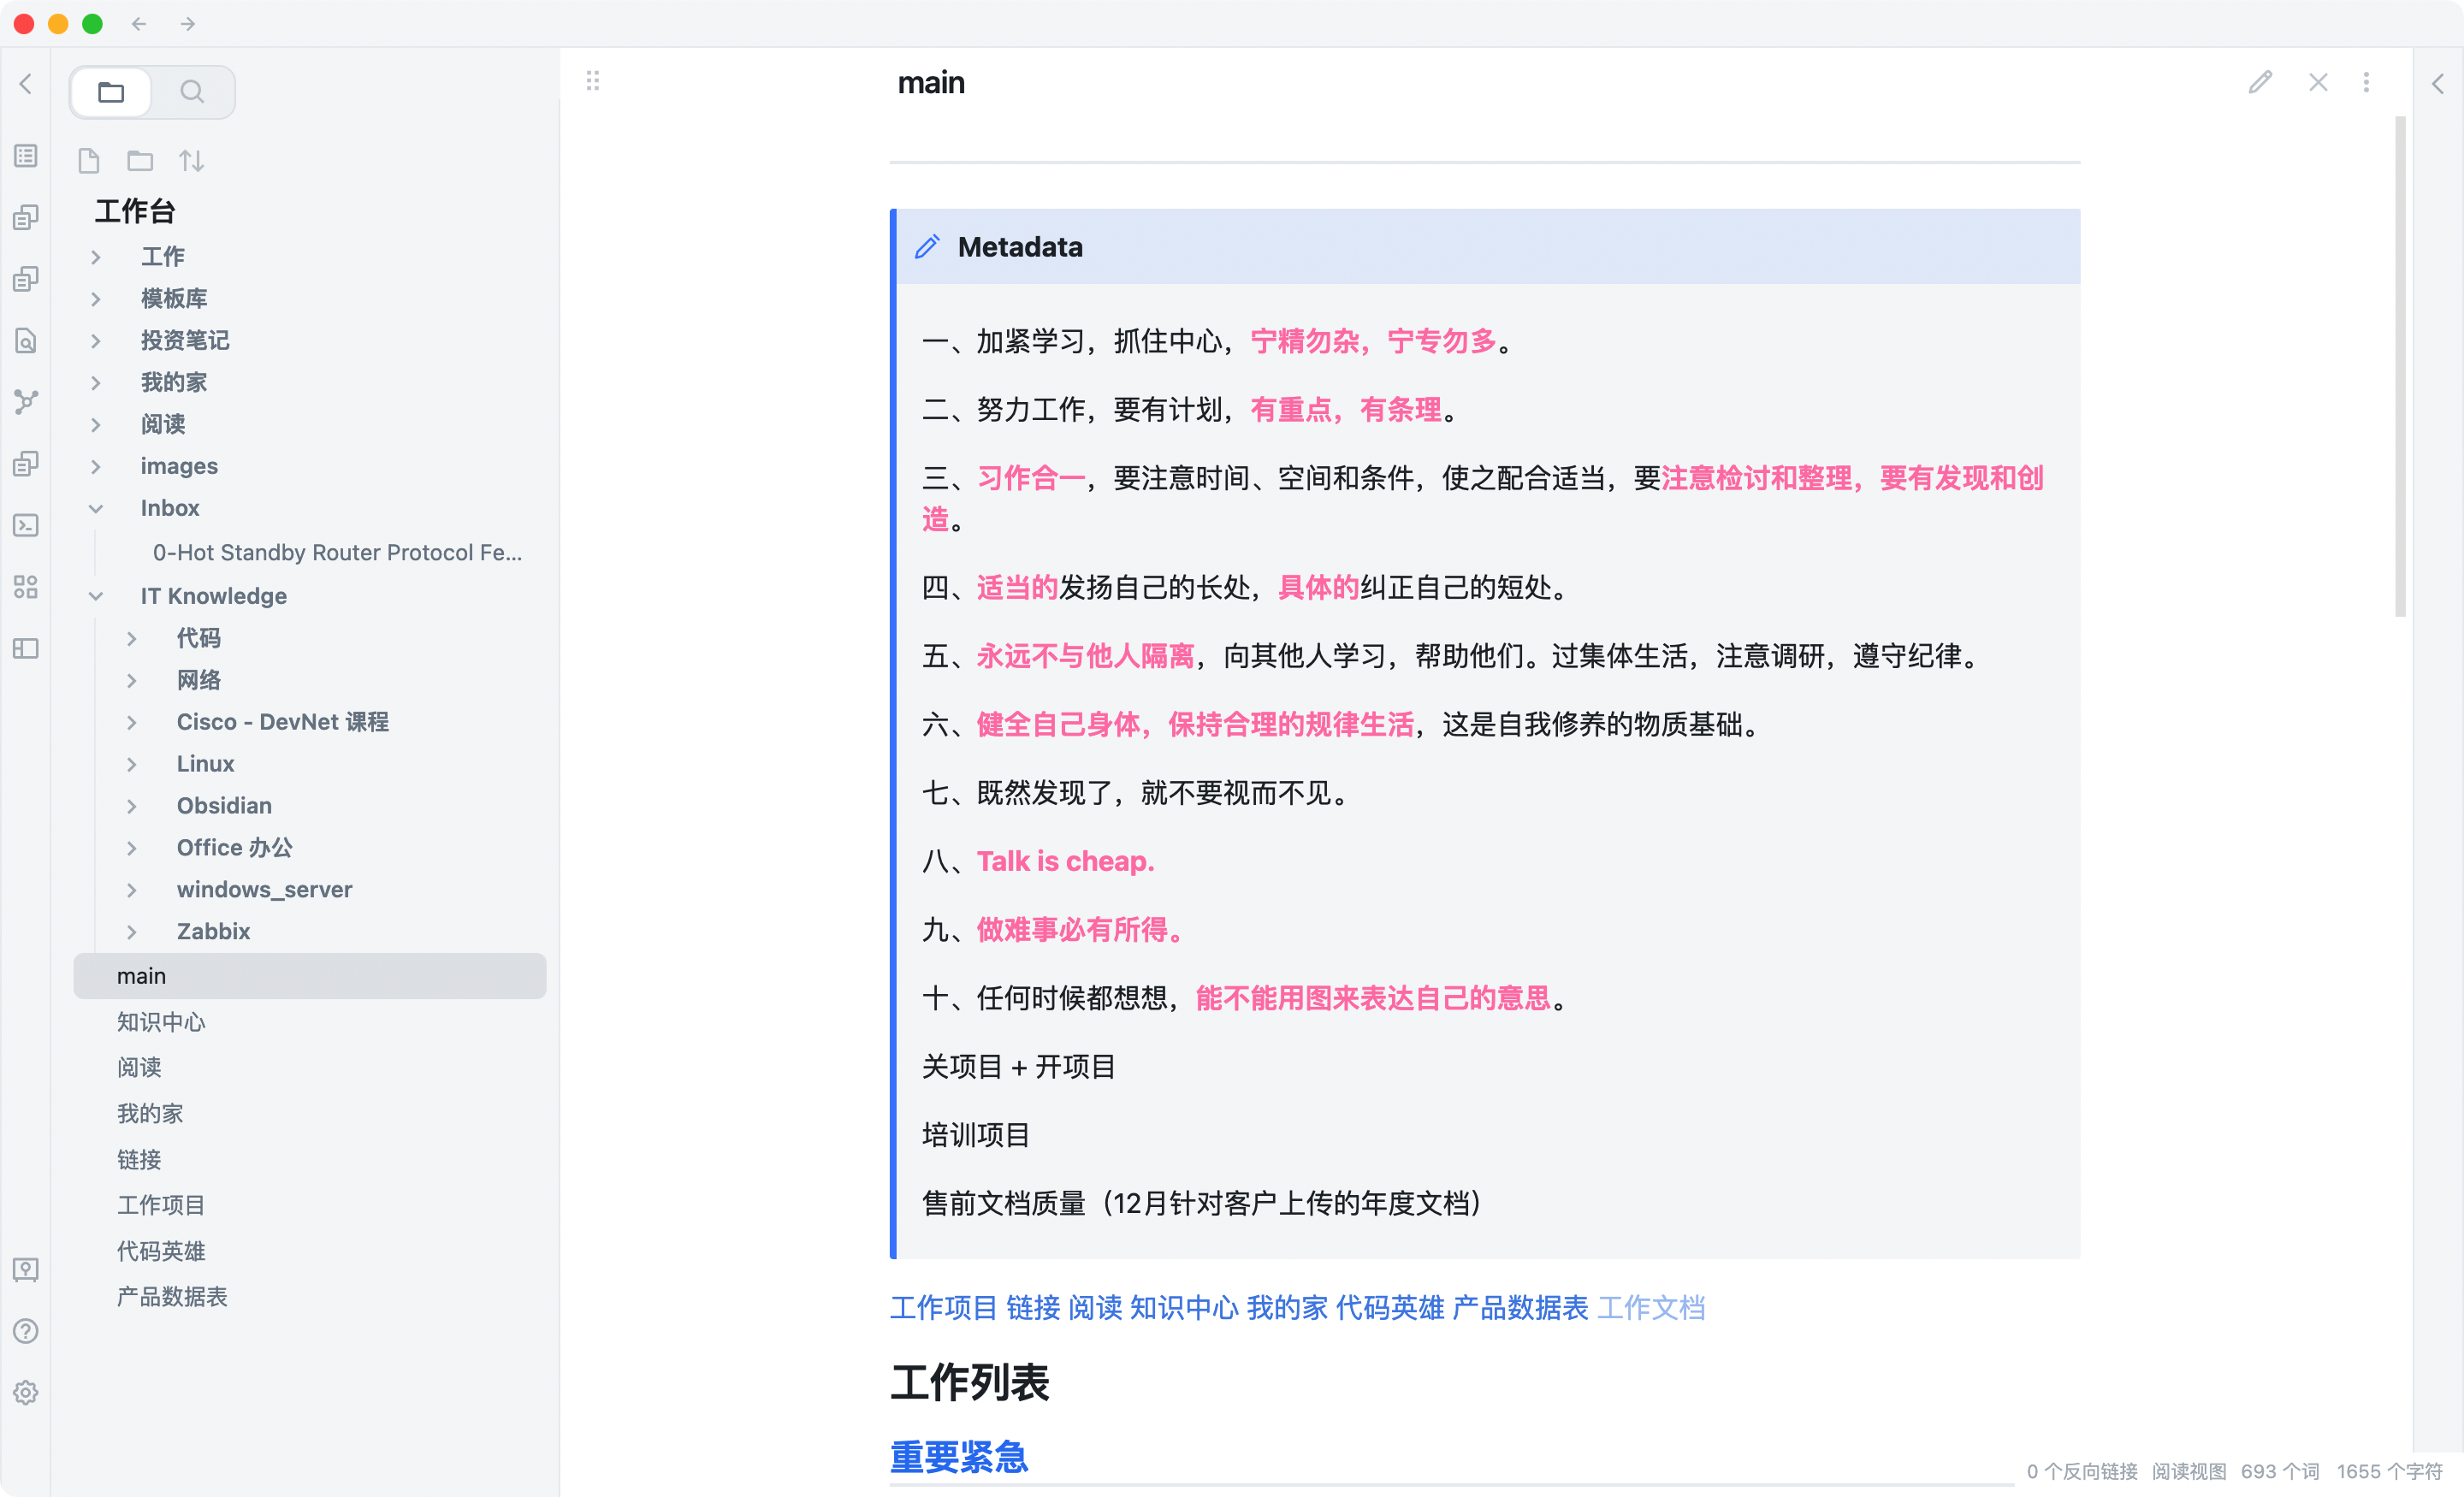 工作台
工作
模板库
投资笔记
我的家
阅读
images
Inbox
0-Hot Standby Router Protocol Fe...
IT Knowledge
代码
网络
Cisco - DevNet 课程
Linux
Obsidian
Office 办公
windows_server
Zabbix
main
知识中心
阅读
我的家
链接
工作项目
代码英雄
产品数据表
main
Metadata
一、加紧学习，抓住中心，宁精勿杂，宁专勿多。
二、努力工作，要有计划，有重点，有条理。
三、习作合一，要注意时间、空间和条件，使之配合适当，要注意检讨和整理，要有发现和创
造。
四、适当的发扬自己的长处，具体的纠正自己的短处。
五、永远不与他人隔离，向其他人学习，帮助他们。过集体生活，注意调研，遵守纪律。
六、健全自己身体，保持合理的规律生活，这是自我修养的物质基础。
七、既然发现了，就不要视而不见。
八、Talk is cheap.
九、做难事必有所得。
十、任何时候都想想，能不能用图来表达自己的意思。
关项目 + 开项目
培训项目
售前文档质量（12月针对客户上传的年度文档）
工作项目 链接 阅读 知识中心 我的家 代码英雄 产品数据表 工作文档
工作列表
重要紧急
0 个反向链接 阅读视图 693 个词 1655 个字符